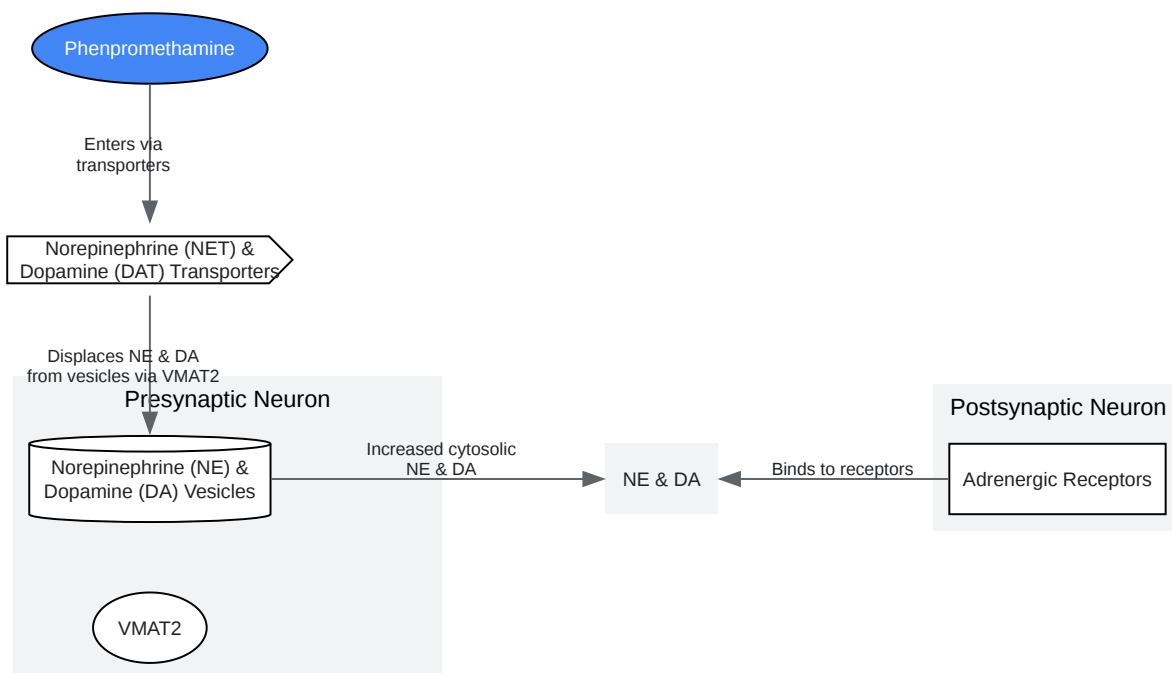 Phenpromethamine
Enters via
transporters
Norepinephrine (NET) &
Dopamine (DAT) Transporters
Displaces NE & DA
from vesicles via VMAT2
Presynaptic Neuron
Norepinephrine (NE) &
Dopamine (DA) Vesicles
VMAT2
Increased cytosolic
NE & DA
NE & DA
Binds to receptors
Postsynaptic Neuron
Adrenergic Receptors